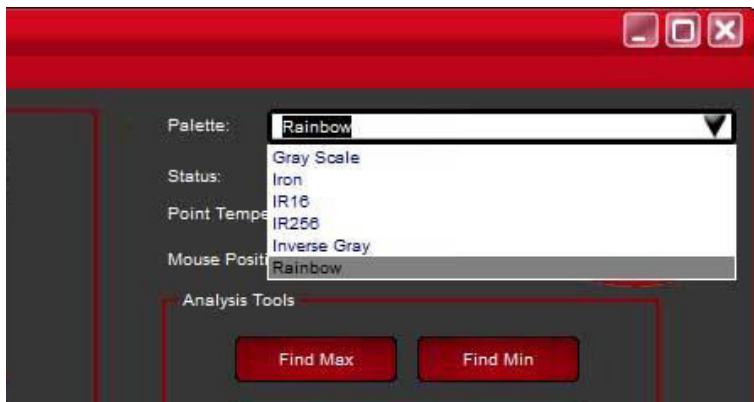 Palette: Rainbow
Gray Scale
Status: Iron
IR16
Point Tempe
IR256
Inverse Gray
Mouse Positi
Rainbow
Analysis Tools
Find Max Find Min